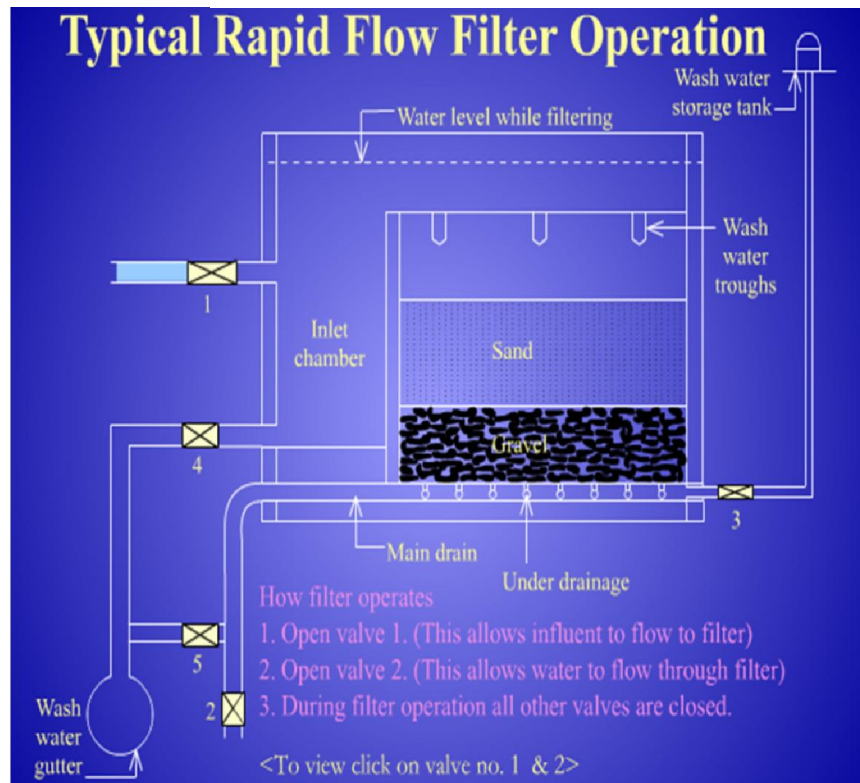 Typical Rapid Flow Filter Operation
Wash water
storage tank
Water level while filtering
Wash
water
troughs
1
Inlet
chamber
Sand
4
Gravel
3
Main drain
Under drainage
How filter operates
1. Open valve 1. (This allows influent to flow to filter)
5
2. Open valve 2. (This allows water to flow through filter)
2
3. During filter operation all other valves are closed.
Wash
water
gutter
<To view click on valve no. 1 & 2>